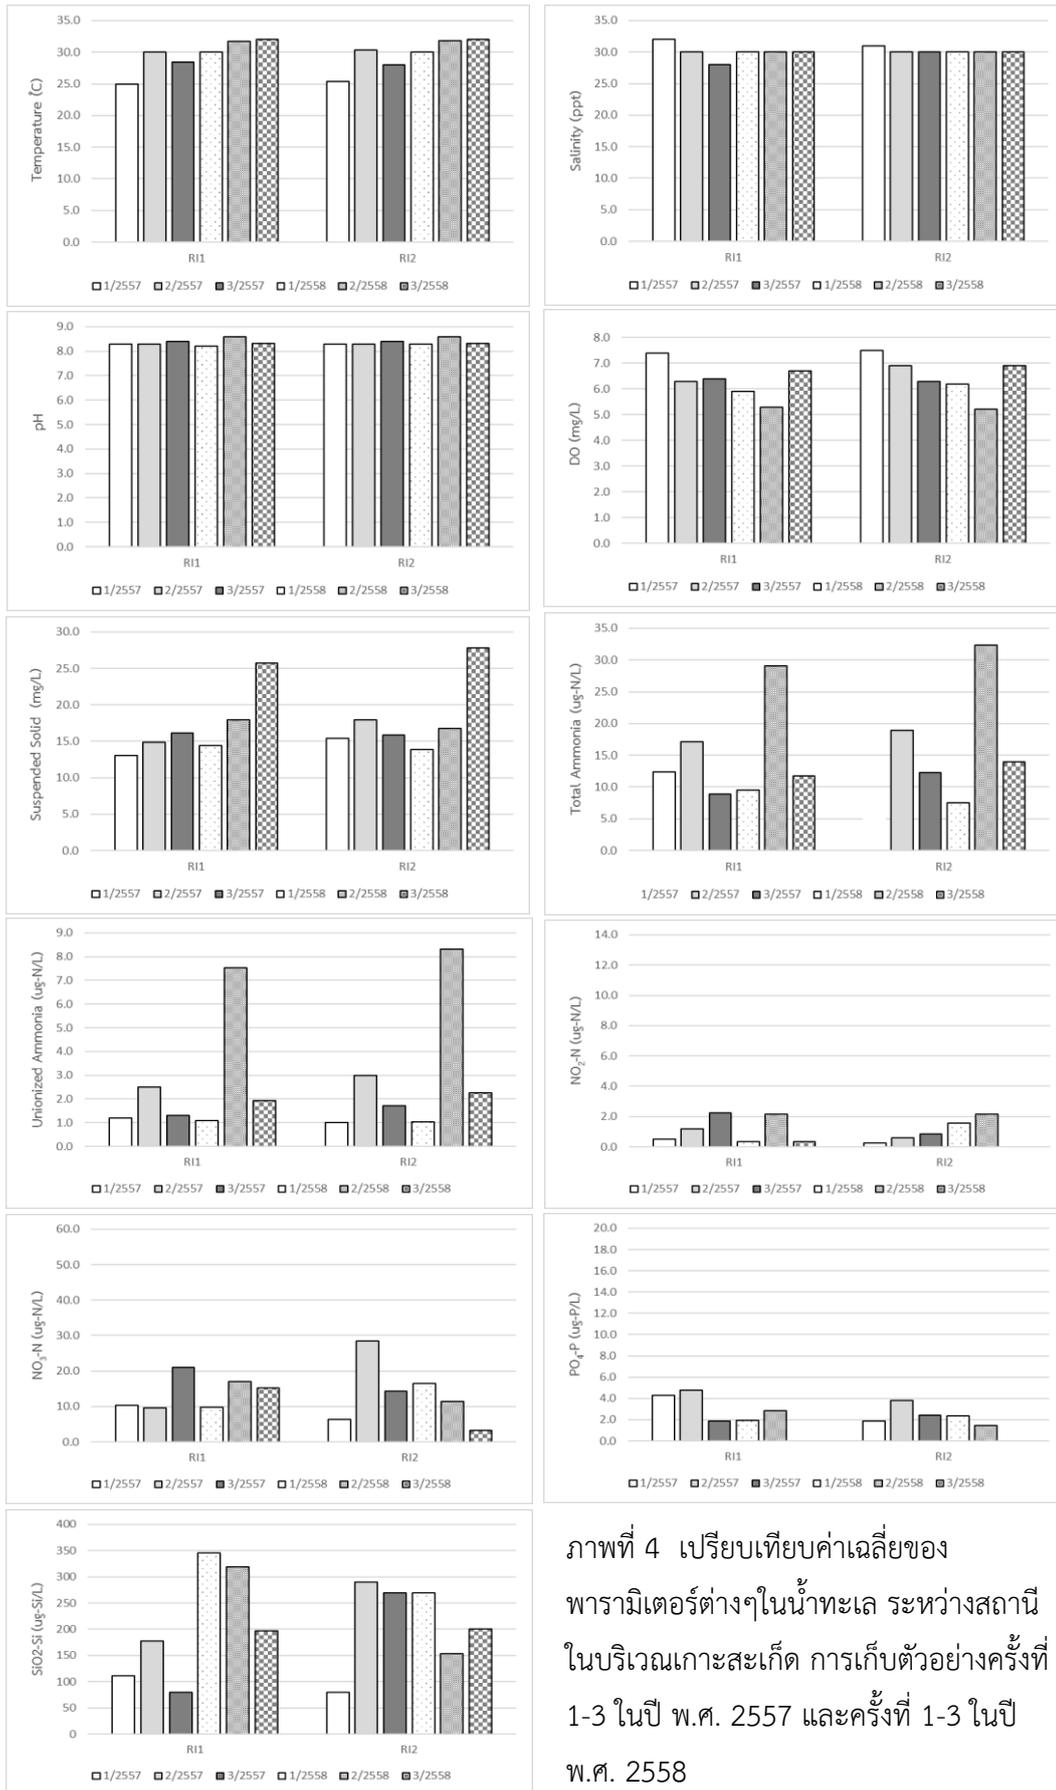 35.0
30.0
25.0
20.0
15.0
10.0
5.0
0.0
Temperature (C)
RI1 RI2
1/2557 2/2557 3/2557 1/2558 2/2558 3/2558
35.0
30.0
25.0
20.0
15.0
10.0
5.0
0.0
Salinity (ppt)
RI1 RI2
1/2557 2/2557 3/2557 1/2558 2/2558 3/2558
9.0
8.0
7.0
6.0
5.0
4.0
3.0
2.0
1.0
0.0
pH
RI1 RI2
1/2557 2/2557 3/2557 1/2558 2/2558 3/2558
8.0
7.0
6.0
5.0
4.0
3.0
2.0
1.0
0.0
DO (mg/L)
RI1 RI2
1/2557 2/2557 3/2557 1/2558 2/2558 3/2558
30.0
25.0
20.0
15.0
10.0
5.0
0.0
Suspended Solid (mg/L)
RI1 RI2
1/2557 2/2557 3/2557 1/2558 2/2558 3/2558
35.0
30.0
25.0
20.0
15.0
10.0
5.0
0.0
Total Ammonia (ug-N/L)
RI1 RI2
1/2557 2/2557 3/2557 1/2558 2/2558 3/2558
9.0
8.0
7.0
6.0
5.0
4.0
3.0
2.0
1.0
0.0
Unionized Ammonia (ug-N/L)
RI1 RI2
1/2557 2/2557 3/2557 1/2558 2/2558 3/2558
14.0
12.0
10.0
8.0
6.0
4.0
2.0
0.0
NO₂-N (ug-N/L)
RI1 RI2
1/2557 2/2557 3/2557 1/2558 2/2558 3/2558
60.0
50.0
40.0
30.0
20.0
10.0
0.0
NO₃-N (ug-N/L)
RI1 RI2
1/2557 2/2557 3/2557 1/2558 2/2558 3/2558
20.0
18.0
16.0
14.0
12.0
10.0
8.0
6.0
4.0
2.0
0.0
PO₄-P (ug-P/L)
RI1 RI2
1/2557 2/2557 3/2557 1/2558 2/2558 3/2558
400
350
300
250
200
150
100
50
0
SiO2-Si (ug-Si/L)
RI1 RI2
1/2557 2/2557 3/2557 1/2558 2/2558 3/2558
ภาพที่ 4 เปรียบเทียบค่าเฉลี่ยของ
พารามิเตอร์ต่างๆในน้ำทะเล ระหว่างสถานี
ในบริเวณเกาะสะเก็ด การเก็บตัวอย่างครั้งที่
1-3 ในปี พ.ศ. 2557 และครั้งที่ 1-3 ในปี
พ.ศ. 2558